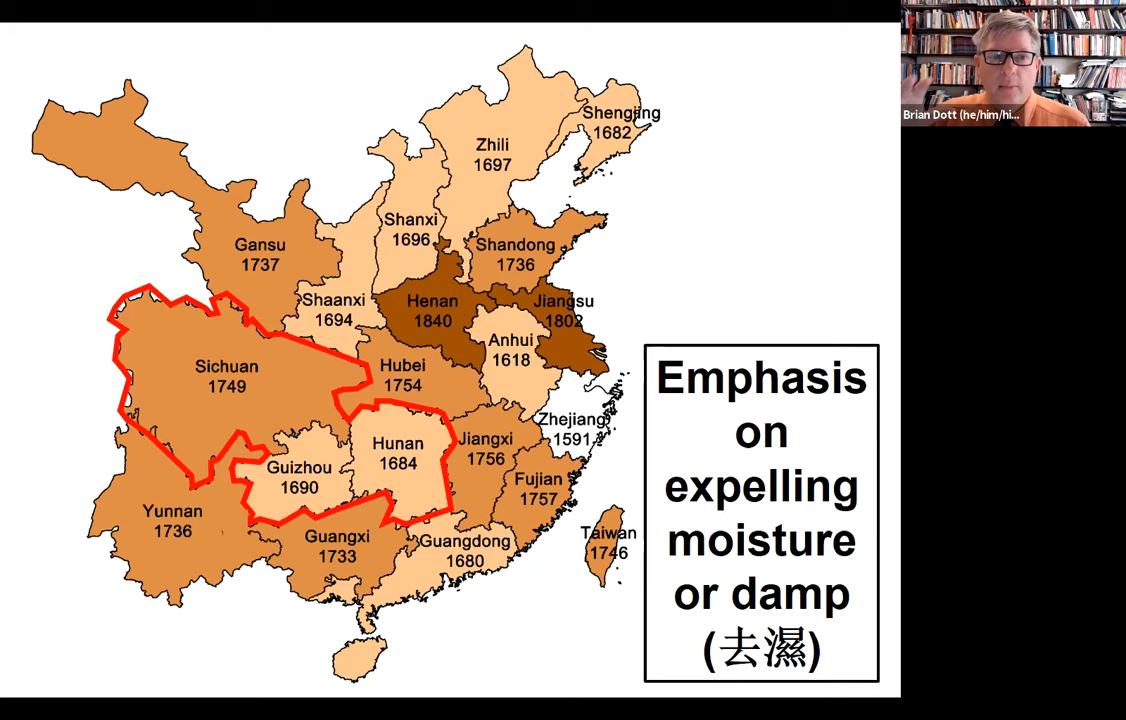 Brian Dott (he/him/hi...
Shengjing
1682
Zhili
1697
Shanxi
1696
Gansu
1737
Shandong
1736
Shaanxi
1694
Henan
1840
Jiangsu
1802
Anhui
1618
Sichuan
1749
Hubei
1754
Zhejiang
1591
Hunan
1684
Jiangxi
1756
Guizhou
1690
Fujian
1757
Yunnan
1736
Guangxi
1733
Guangdong
1680
Taiwan
1746
Emphasis
on
expelling
moisture
or damp
(去濕)